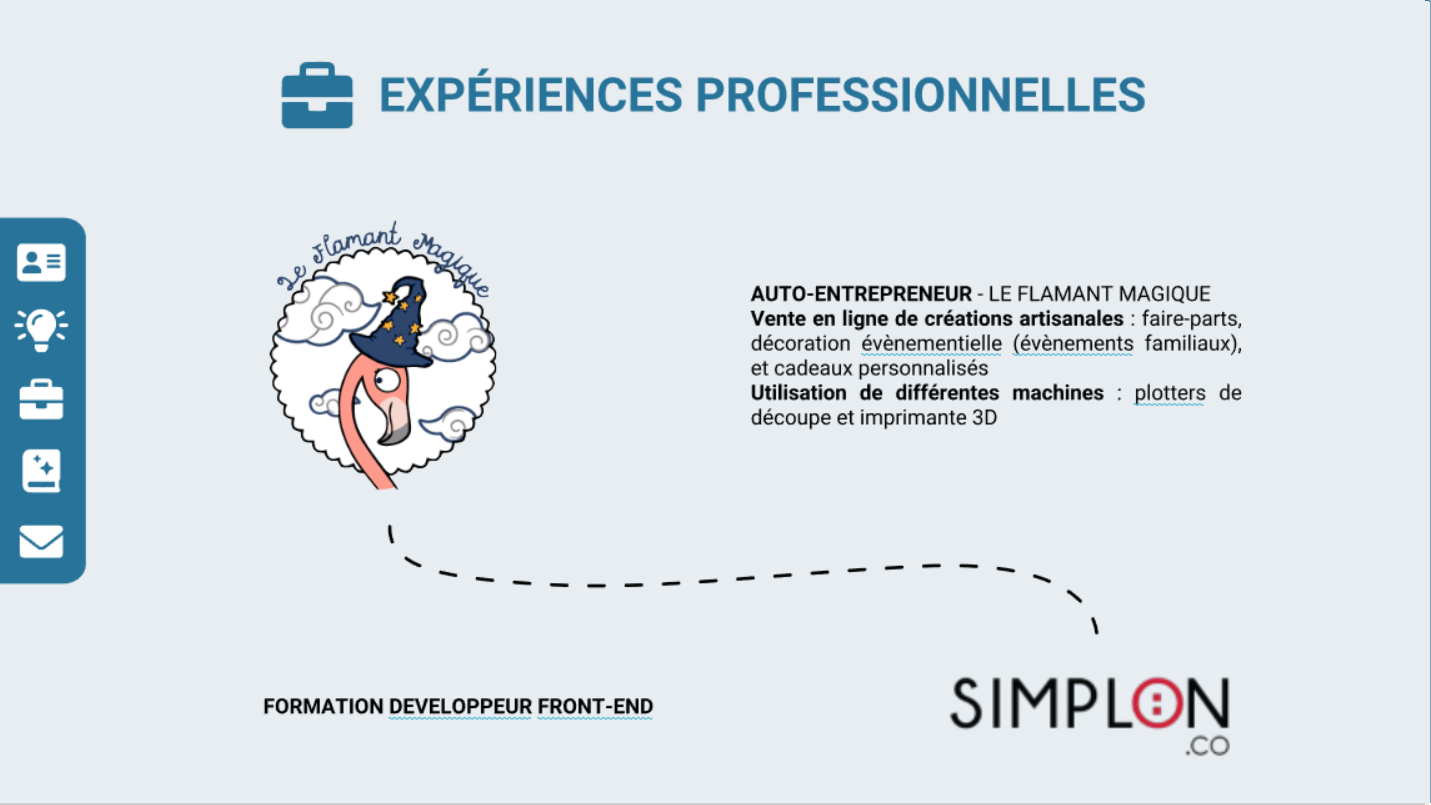 EXPÉRIENCES PROFESSIONNELLES
Le Flamant Magique
AUTO-ENTREPRENEUR - LE FLAMANT MAGIQUE
Vente en ligne de créations artisanales : faire-parts,
décoration évènementielle (évènements familiaux),
et cadeaux personnalisés
Utilisation de différentes machines : plotters de
découpe et imprimante 3D
FORMATION DEVELOPPEUR FRONT-END
SIMPLON
.CO